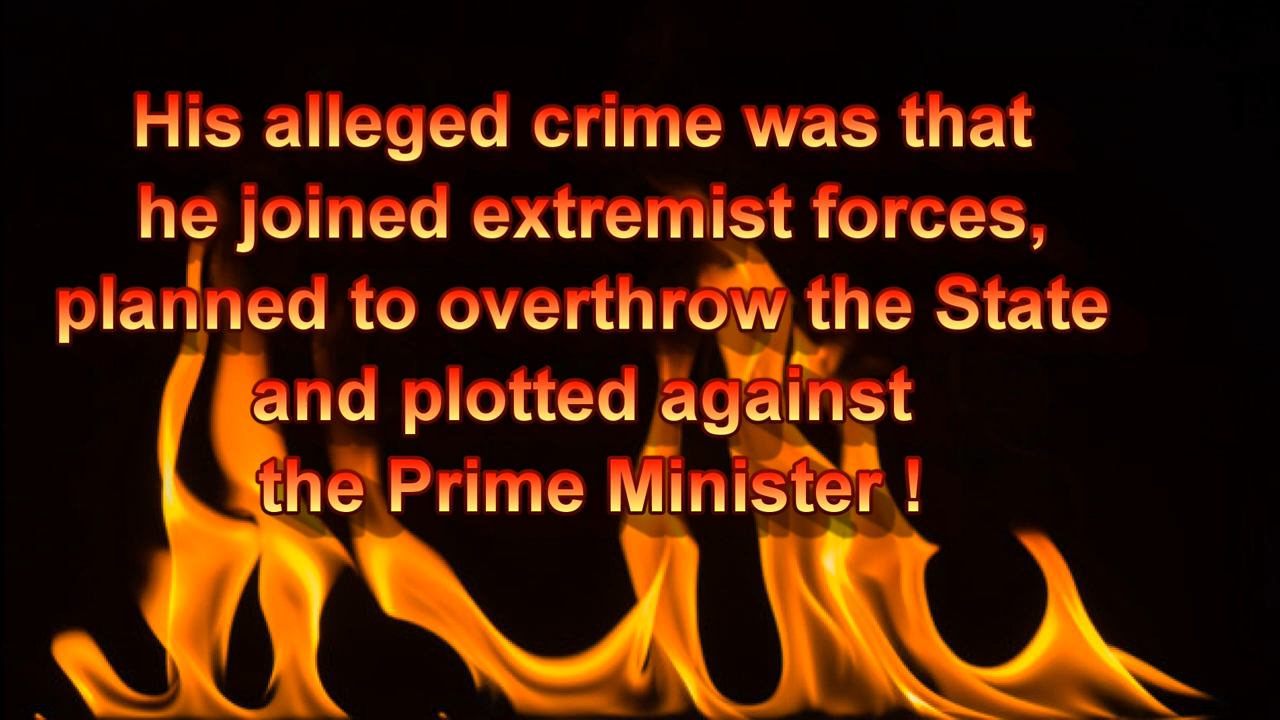 His alleged crime was that
he joined extremist forces,
planned to overthrow the State
and plotted against
the Prime Minister !